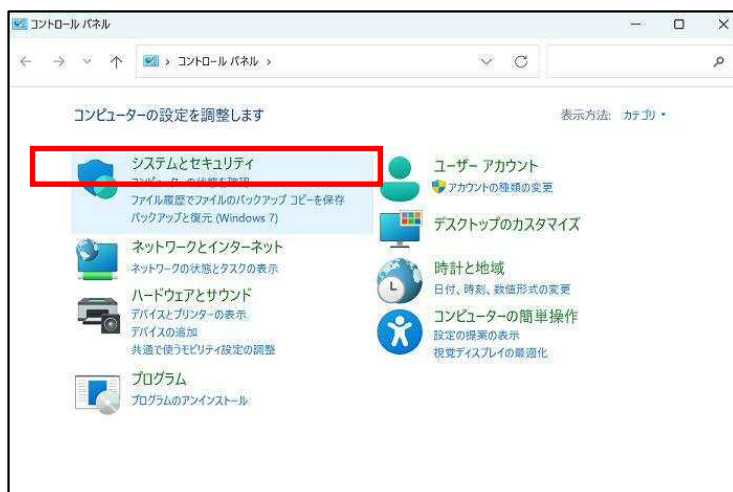 コントロール パネル
コントロール パネル
コンピューターの設定を調整します
表示方法: カテゴリ
システムとセキュリティ
コンピューターの状態を確認
ファイル履歴でファイルのバックアップ コピーを保存
バックアップと復元 (Windows 7)
ネットワークとインターネット
ネットワークの状態とタスクの表示
ハードウェアとサウンド
デバイスとプリンターの表示
デバイスの追加
共通で使うモビリティ設定の調整
プログラム
プログラムのアンインストール
ユーザー アカウント
アカウントの種類の変更
デスクトップのカスタマイズ
時計と地域
日付、時刻、数値形式の変更
コンピューターの簡単操作
設定の提案の表示
視覚ディスプレイの最適化